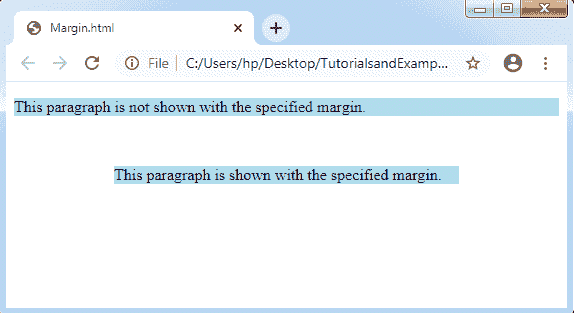 Margin.html
File | C:/Users/hp/Desktop/TutorialsandExamp...
This paragraph is not shown with the specified margin.
This paragraph is shown with the specified margin.